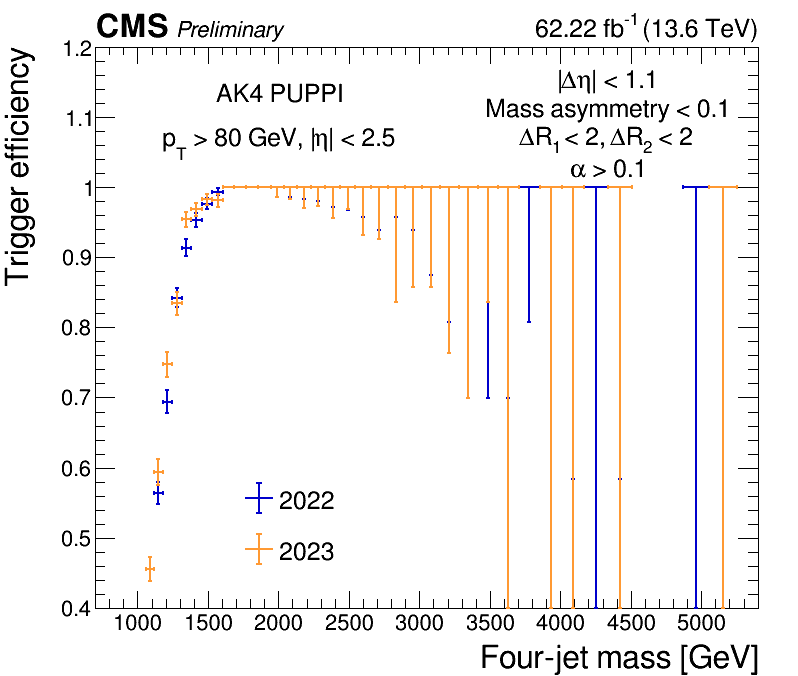 CMS Preliminary 62.22 fb⁻¹ (13.6 TeV)
Trigger efficiency
1.2
1.1
1
0.9
0.8
0.7
0.6
0.5
0.4
AK4 PUPPI
p_T > 80 GeV, |η| < 2.5
|Δη| < 1.1
Mass asymmetry < 0.1
ΔR₁ < 2, ΔR₂ < 2
α > 0.1
2022
2023
1000 1500 2000 2500 3000 3500 4000 4500 5000
Four-jet mass [GeV]